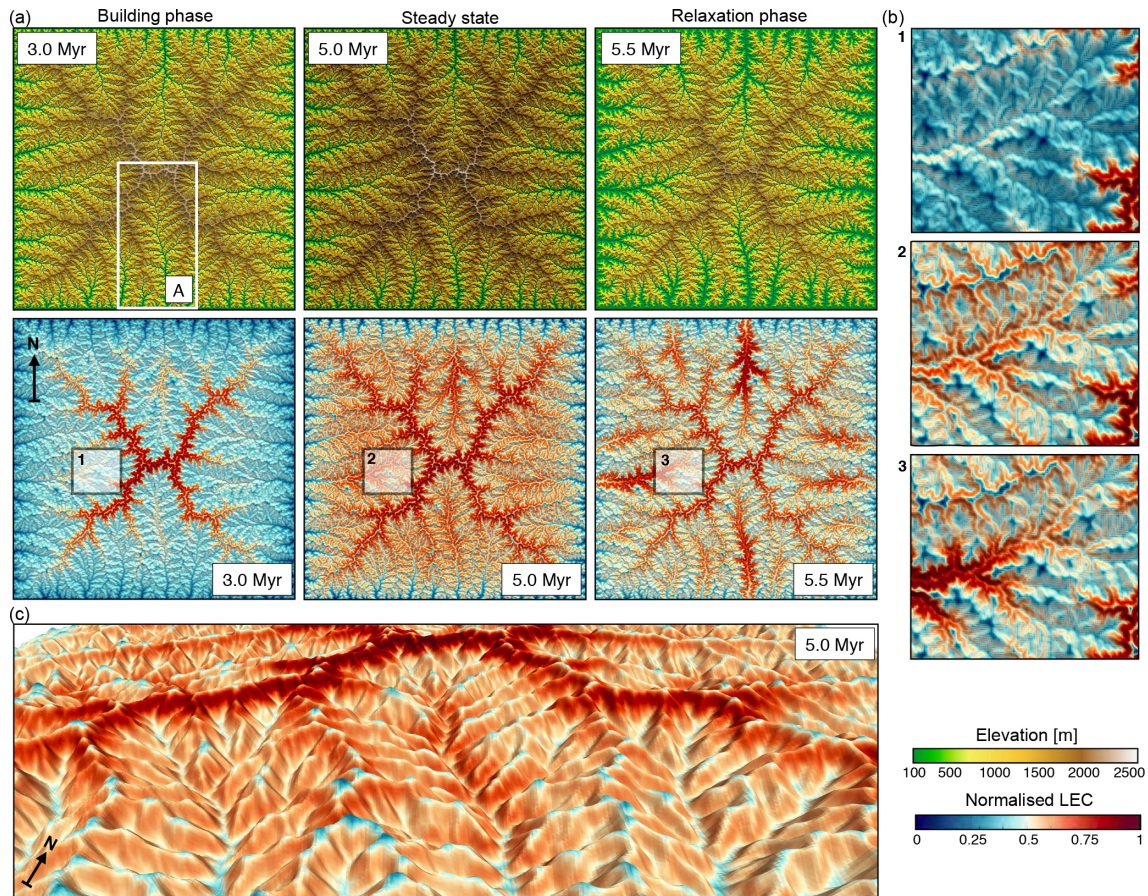 (a)
Building phase
Steady state
Relaxation phase
(b)
3.0 Myr
5.0 Myr
5.5 Myr
A
1
2
3
N
1
2
3
3.0 Myr
5.0 Myr
5.5 Myr
(c)
5.0 Myr
N
Elevation [m]
100 500 1000 1500 2000 2500
Normalised LEC
0 0.25 0.5 0.75 1